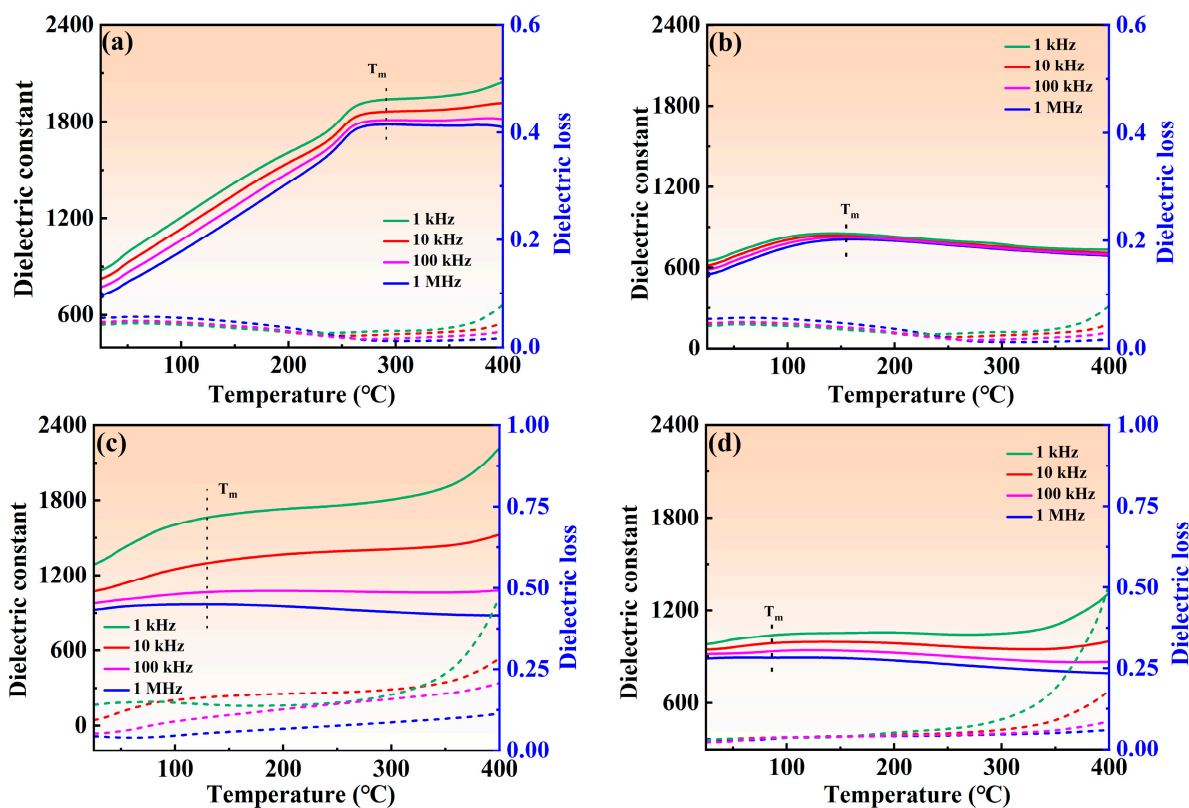 (a)
2400
1800
1200
600
Dielectric constant
0.6
0.4
0.2
0.0
Dielectric loss
Tm
1 kHz
10 kHz
100 kHz
1 MHz
100
200
300
400
Temperature (℃)
(b)
2400
1800
1200
600
0
Dielectric constant
0.6
0.4
0.2
0.0
Dielectric loss
Tm
1 kHz
10 kHz
100 kHz
1 MHz
100
200
300
400
Temperature (℃)
(c)
2400
1800
1200
600
0
Dielectric constant
1.00
0.75
0.50
0.25
0.00
Dielectric loss
Tm
1 kHz
10 kHz
100 kHz
1 MHz
100
200
300
400
Temperature (℃)
(d)
2400
1800
1200
600
Dielectric constant
1.00
0.75
0.50
0.25
0.00
Dielectric loss
Tm
1 kHz
10 kHz
100 kHz
1 MHz
100
200
300
400
Temperature (℃)